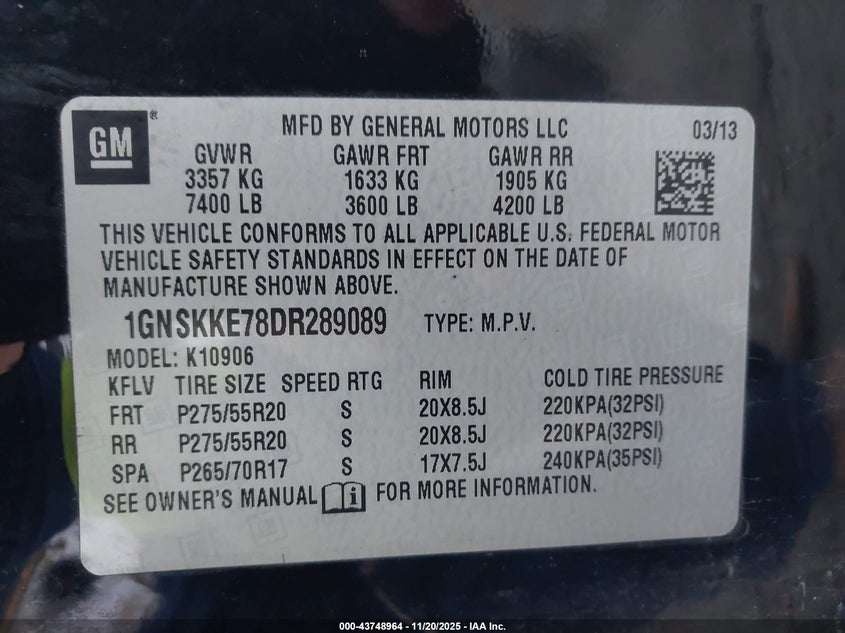 GM® MFD BY GENERAL MOTORS LLC 03/13
GVWR GAWR FRT GAWR RR
3357 KG 1633 KG 1905 KG
7400 LB 3600 LB 4200 LB
THIS VEHICLE CONFORMS TO ALL APPLICABLE U.S. FEDERAL MOTOR
VEHICLE SAFETY STANDARDS IN EFFECT ON THE DATE OF
MANUFACTURE SHOWN ABOVE.
1GNSKKE78DR289089 TYPE: M.P.V.
MODEL: K10906
KFLV TIRE SIZE SPEED RTG RIM COLD TIRE PRESSURE
FRT P275/55R20 S 20X8.5J 220KPA(32PSI)
RR P275/55R20 S 20X8.5J 220KPA(32PSI)
SPA P265/70R17 S 17X7.5J 240KPA(35PSI)
SEE OWNER'S MANUAL FOR MORE INFORMATION.
000-43748964 - 11/20/2025 - IAA Inc.